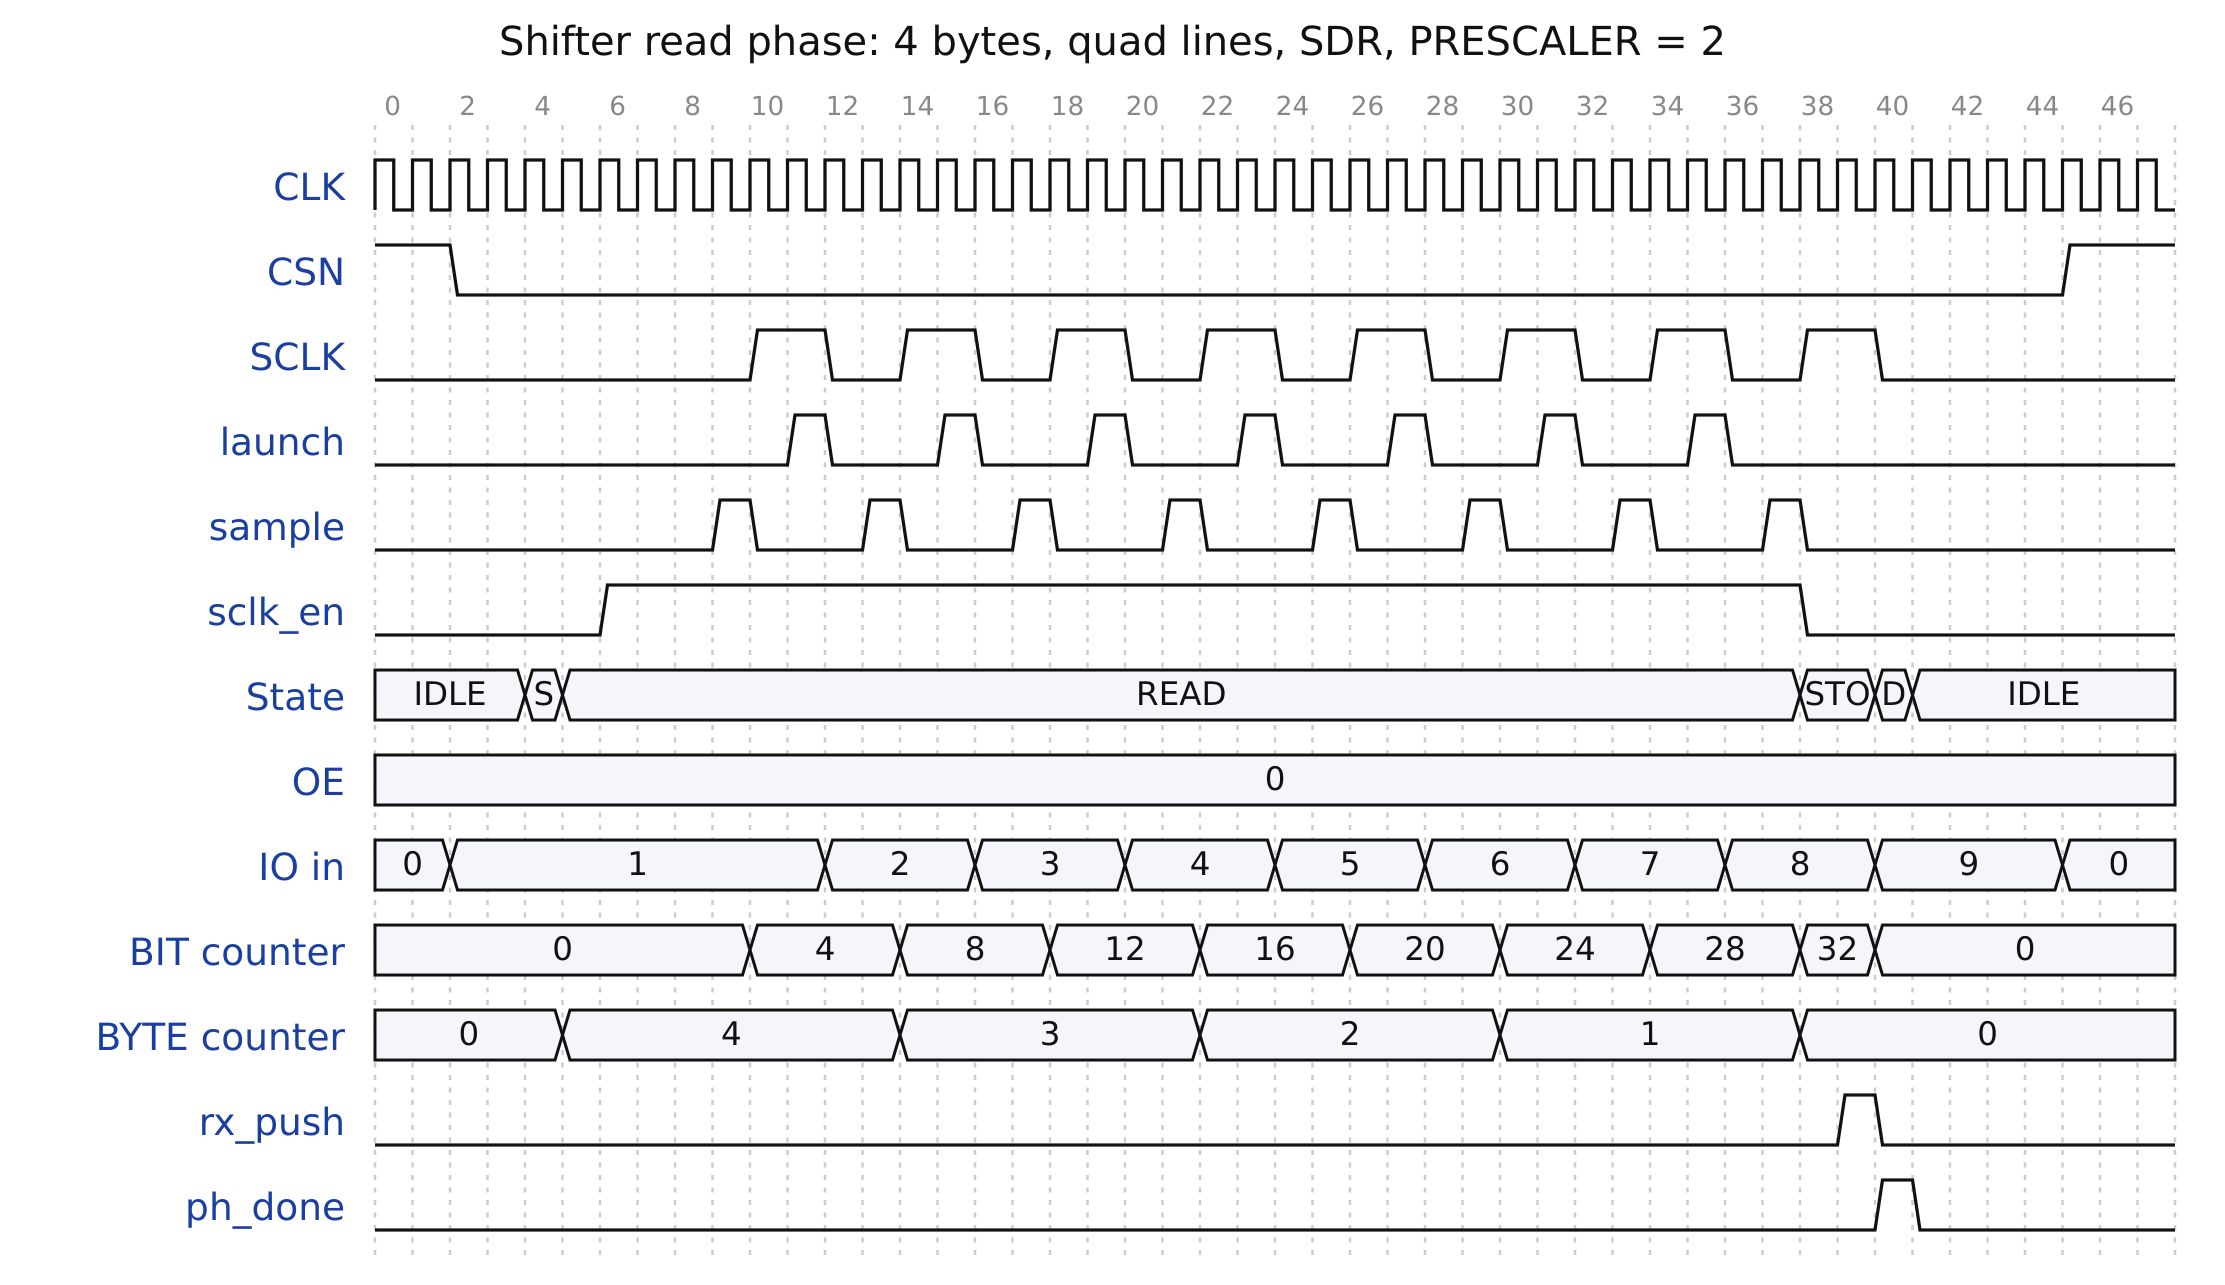 Shifter read phase: 4 bytes, quad lines, SDR, PRESCALER = 2
0 2 4 6 8 10 12 14 16 18 20 22 24 26 28 30 32 34 36 38 40 42 44 46
CLK
CSN
SCLK
launch
sample
sclk_en
State IDLE S READ STO D IDLE
OE 0
IO in 0 1 2 3 4 5 6 7 8 9 0
BIT counter 0 4 8 12 16 20 24 28 32 0
BYTE counter 0 4 3 2 1 0
rx_push
ph_done